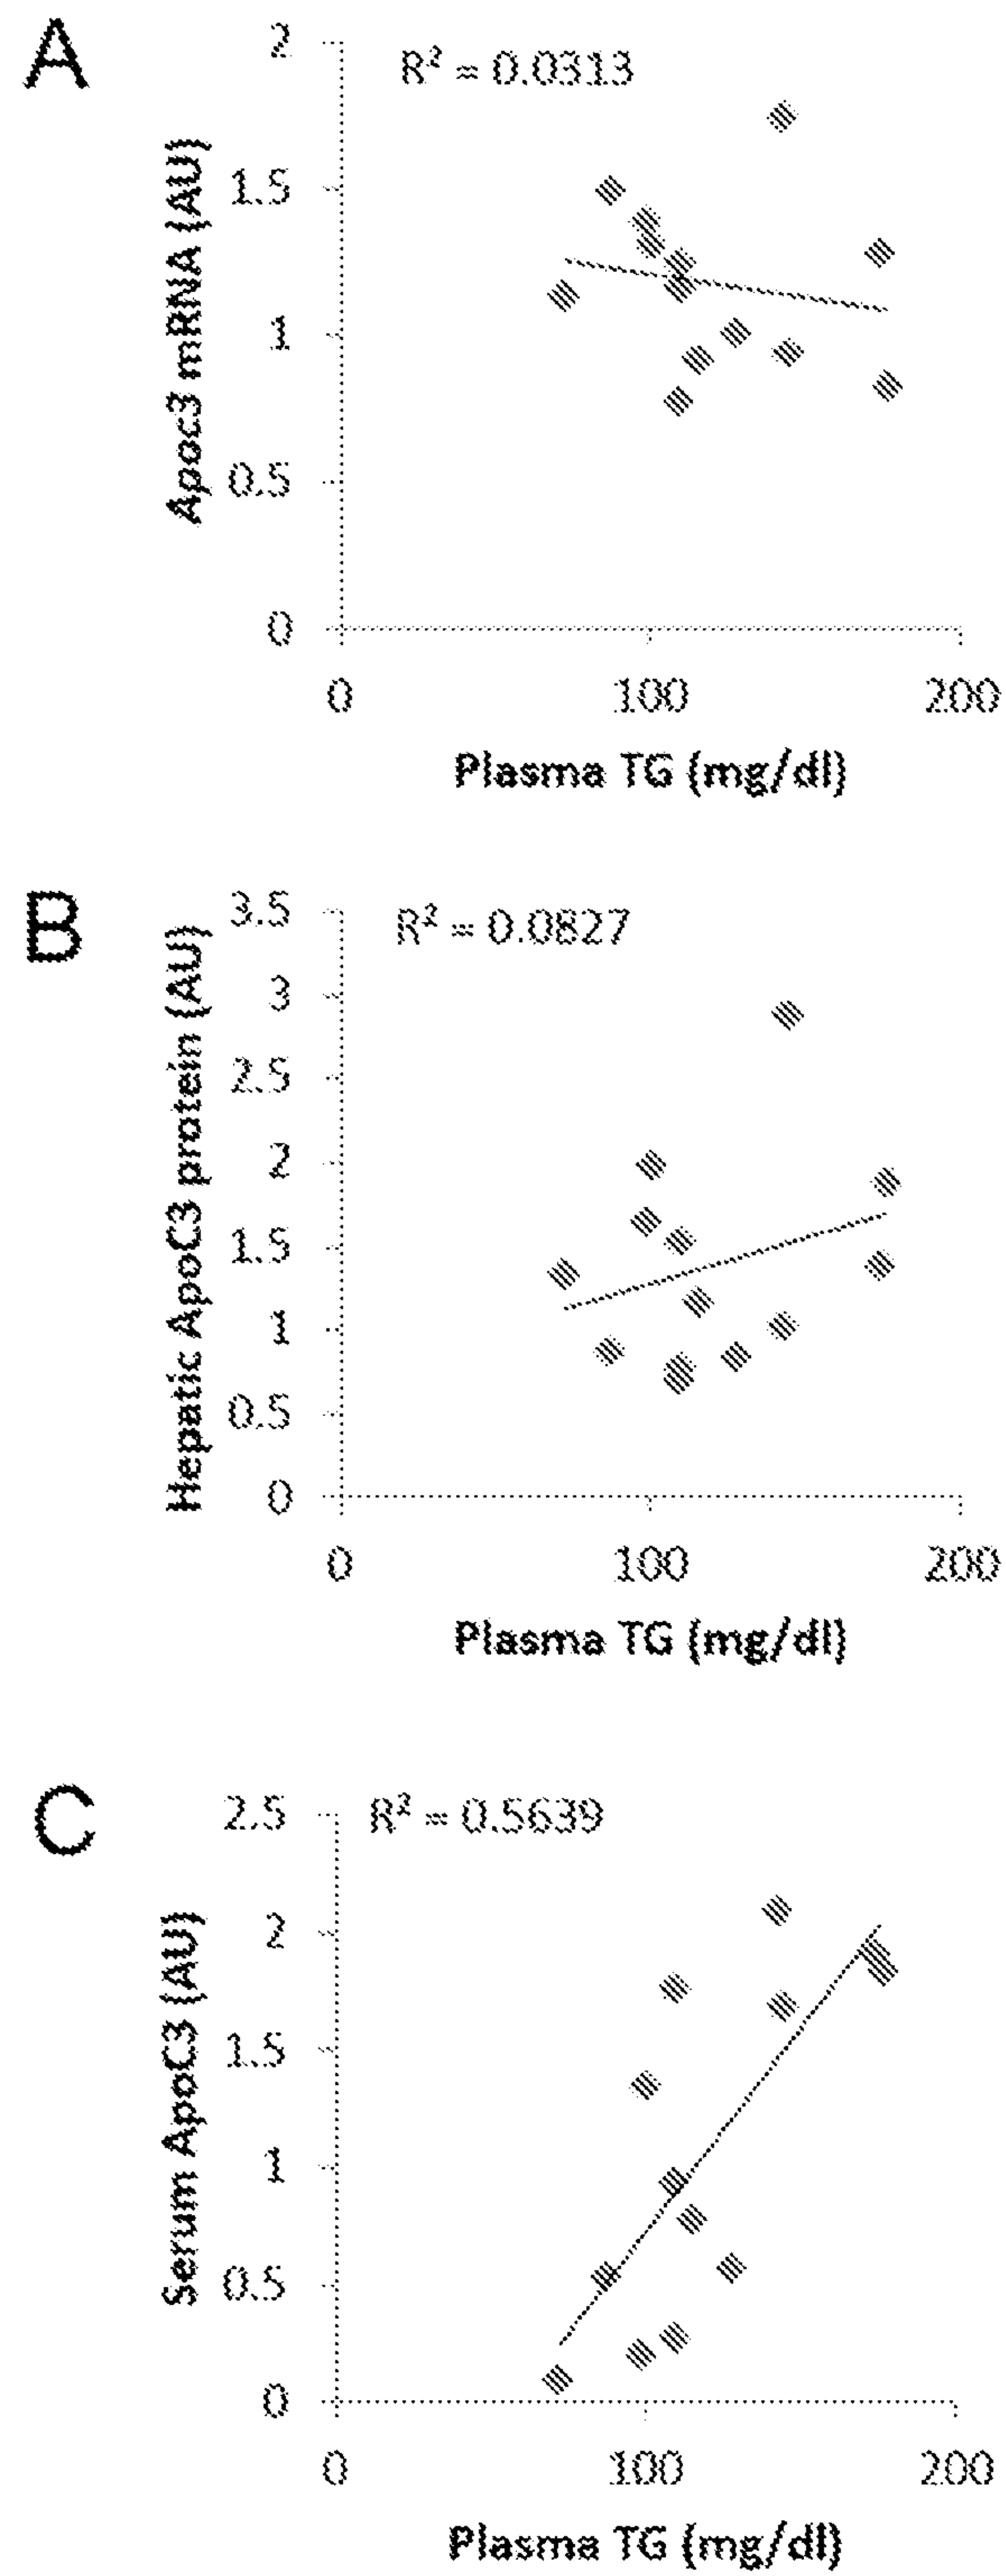 A
R² = 0.0313
Apoc3 mRNA (AU)
2
1.5
1
0.5
0
0
100
200
Plasma TG (mg/dl)
B
R² = 0.0827
Hepatic ApoC3 protein (AU)
3.5
3
2.5
2
1.5
1
0.5
0
0
100
200
Plasma TG (mg/dl)
C
R² = 0.5639
Serum ApoC3 (AU)
2.5
2
1.5
1
0.5
0
0
100
200
Plasma TG (mg/dl)